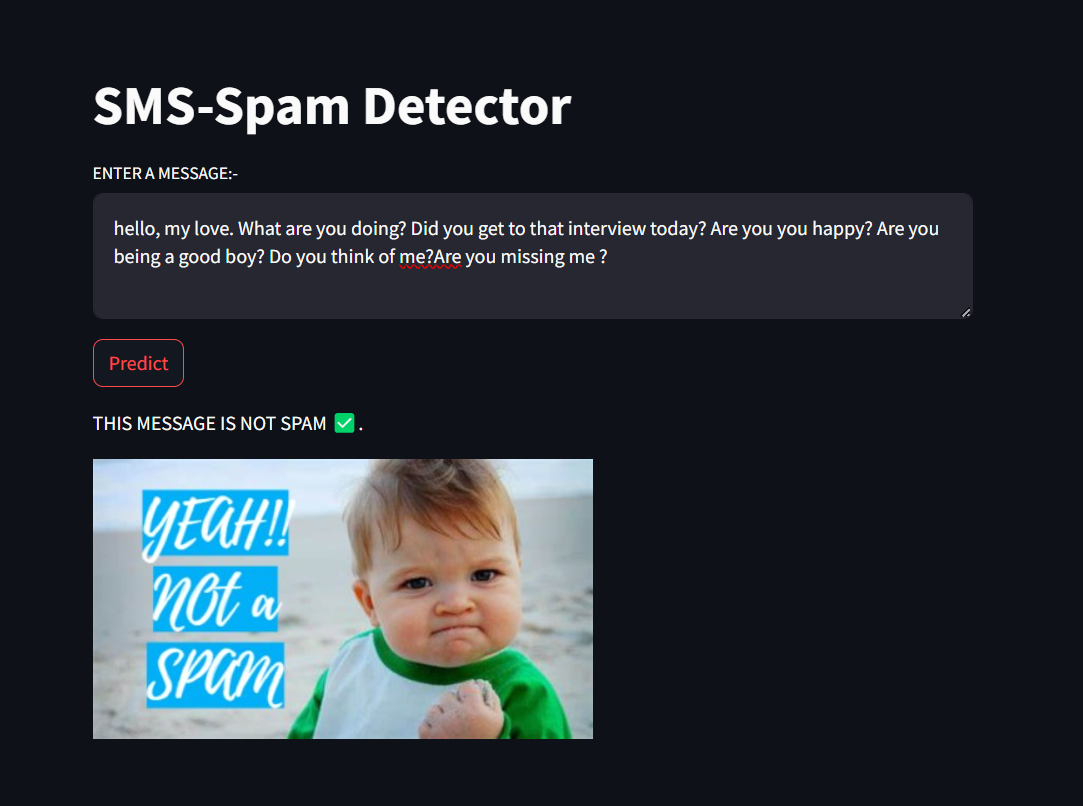 SMS-Spam Detector
ENTER A MESSAGE:-
hello, my love. What are you doing? Did you get to that interview today? Are you you happy? Are you
being a good boy? Do you think of me?Are you missing me ?
Predict
THIS MESSAGE IS NOT SPAM ✅ .
YEAH!!
NOt a
SPAM